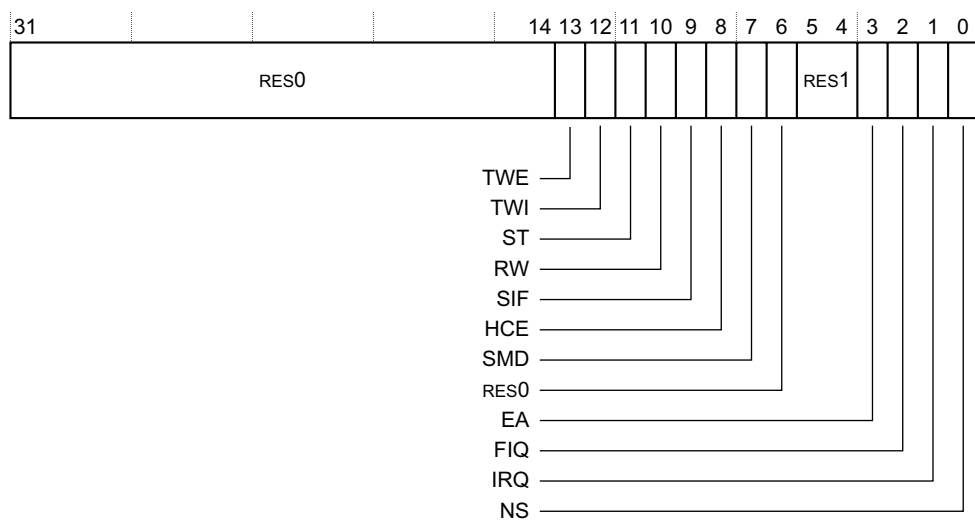 31 14 13 12 11 10 9 8 7 6 5 4 3 2 1 0
RES0 RES1
TWE
TWI
ST
RW
SIF
HCE
SMD
RES0
EA
FIQ
IRQ
NS